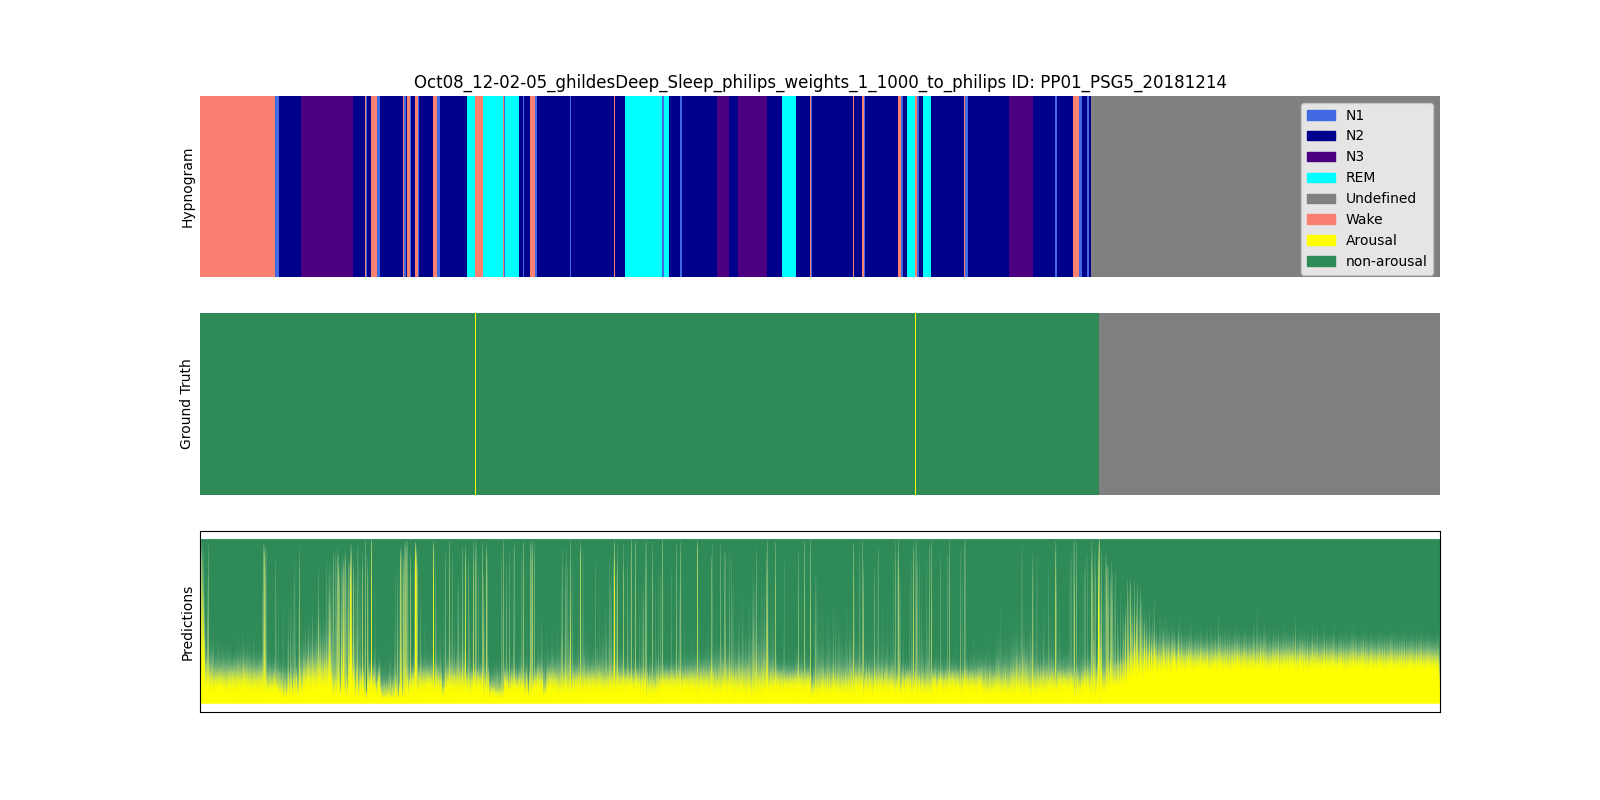 Oct08_12-02-05_ghildesDeep_Sleep_philips_weights_1_1000_to_philips ID: PP01_PSG5_20181214
Hypnogram
N1
N2
N3
REM
Undefined
Wake
Arousal
non-arousal
Ground Truth
Predictions